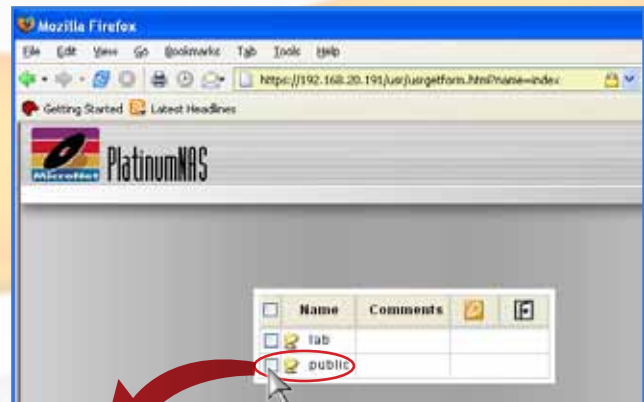 Mozilla Firefox
File Edit View Go Bookmarks Tab Tools Help
https://192.168.20.191/usr/usrgetform.html?name=index
Getting Started Latest Headlines
MicroNet PlatinumNAS
Name Comments
lab
public